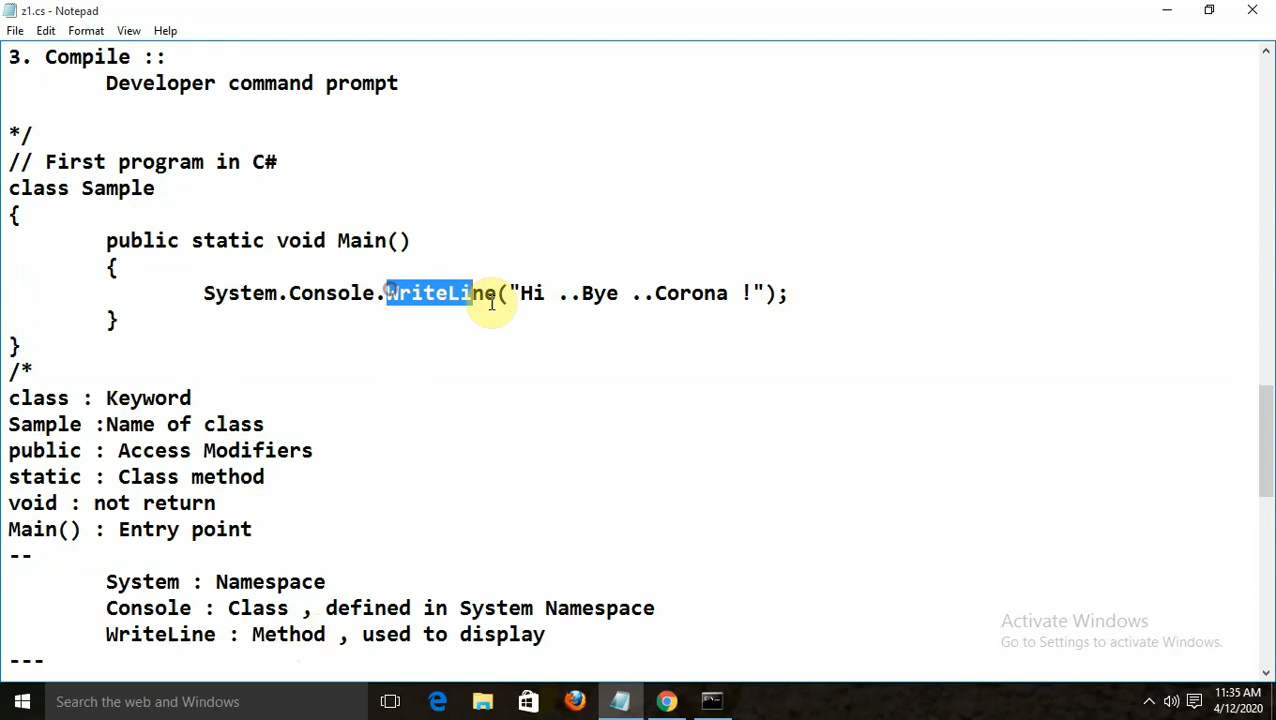 z1.cs - Notepad
File Edit Format View Help
3. Compile ::
Developer command prompt
*/
// First program in C#
class Sample
{
public static void Main()
{
System.Console.WriteLine("Hi ..Bye ..Corona !");
}
}
/*
class : Keyword
Sample :Name of class
public : Access Modifiers
static : Class method
void : not return
Main() : Entry point
--
System : Namespace
Console : Class , defined in System Namespace
WriteLine : Method , used to display
---
Activate Windows
Go to Settings to activate Windows.
Search the web and Windows
11:35 AM
4/12/2020